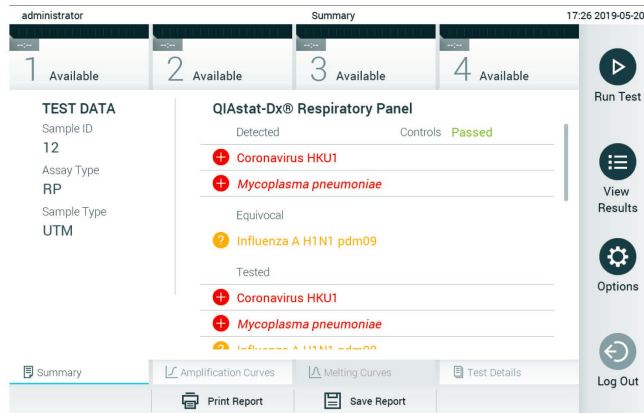 administrator Summary 17:26 2019-05-20
--:-- --:-- --:-- --:--
1 Available 2 Available 3 Available 4 Available
Run Test
TEST DATA
Sample ID
12
Assay Type
RP
Sample Type
UTM
QIAstat-Dx® Respiratory Panel
Detected Controls Passed
Coronavirus HKU1
Mycoplasma pneumoniae
Equivocal
? Influenza A H1N1 pdm09
Tested
Coronavirus HKU1
Mycoplasma pneumoniae
? Influenza A H1N1 pdm09
View
Results
Options
Log Out
Summary Amplification Curves Melting Curves Test Details
Print Report Save Report